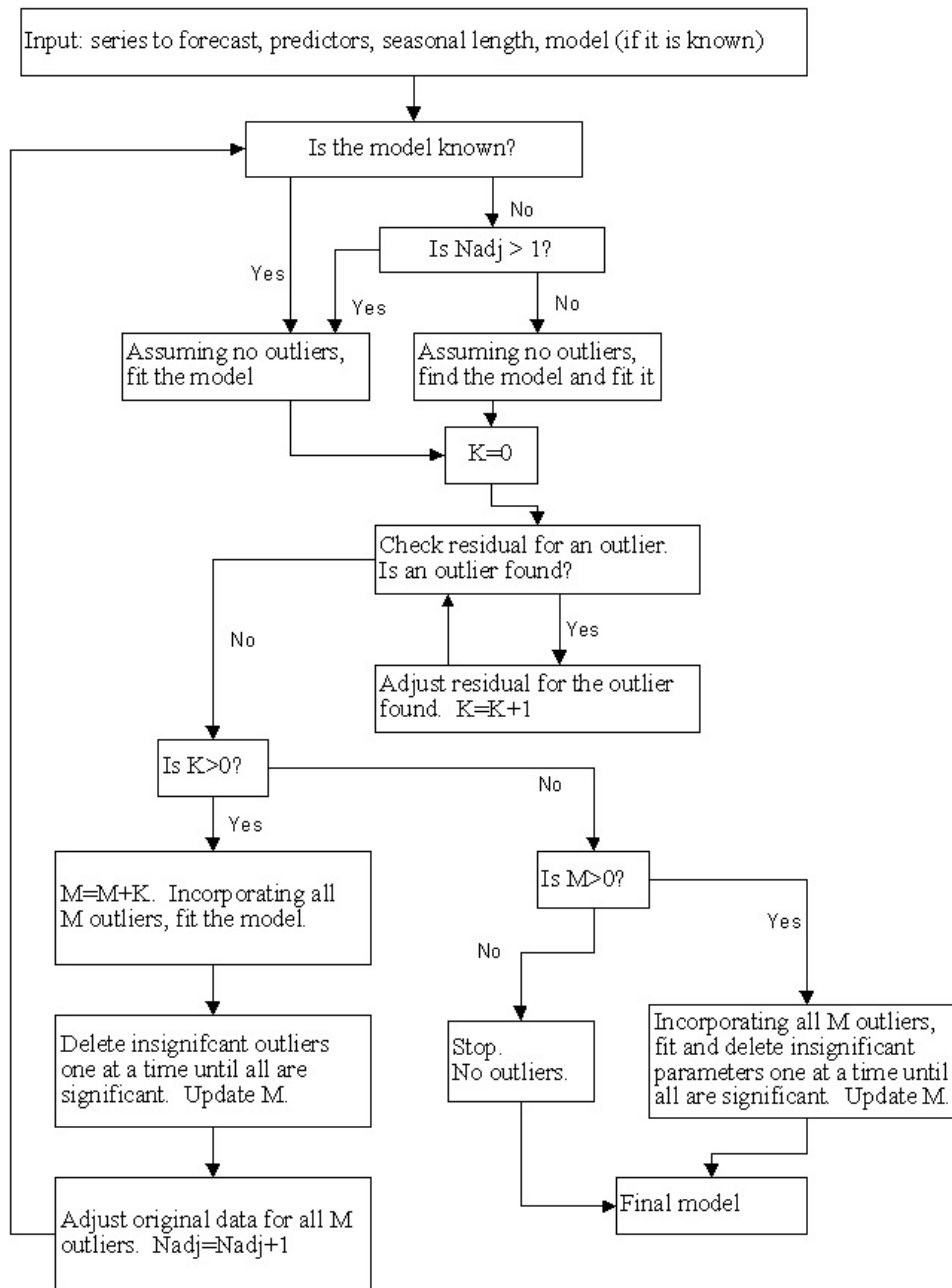 Input: series to forecast, predictors, seasonal length, model (if it is known)
Is the model known?
No
Is Nadj > 1?
Yes
Yes
No
Assuming no outliers,
fit the model
Assuming no outliers,
find the model and fit it
K=0
Check residual for an outlier.
Is an outlier found?
No
Yes
Adjust residual for the outlier
found. K=K+1
Is K>0?
No
Yes
M=M+K. Incorporating all
M outliers, fit the model.
Is M>0?
No
Yes
Delete insignifcant outliers
one at a time until all are
significant. Update M.
Stop.
No outliers.
Incorporating all M outliers,
fit and delete insignificant
parameters one at a time until
all are significant. Update M.
Adjust original data for all M
outliers. Nadj=Nadj+1
Final model